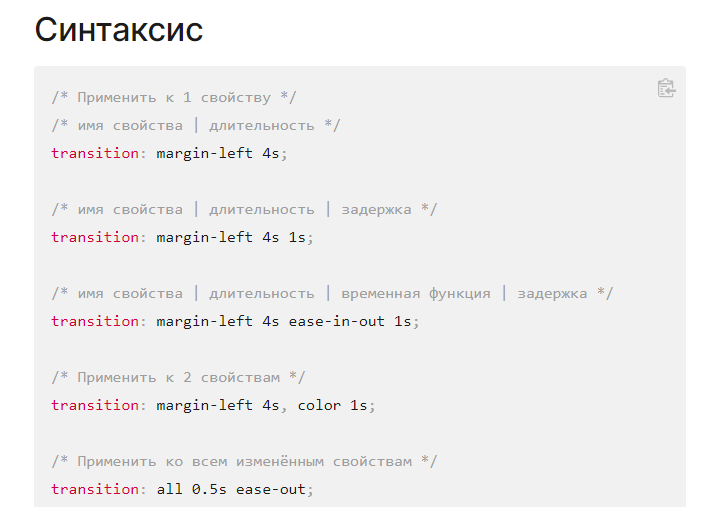 Синтаксис
/* Применить к 1 свойству */
/* имя свойства | длительность */
transition: margin-left 4s;
/* имя свойства | длительность | задержка */
transition: margin-left 4s 1s;
/* имя свойства | длительность | временная функция | задержка */
transition: margin-left 4s ease-in-out 1s;
/* Применить к 2 свойствам */
transition: margin-left 4s, color 1s;
/* Применить ко всем изменённым свойствам */
transition: all 0.5s ease-out;